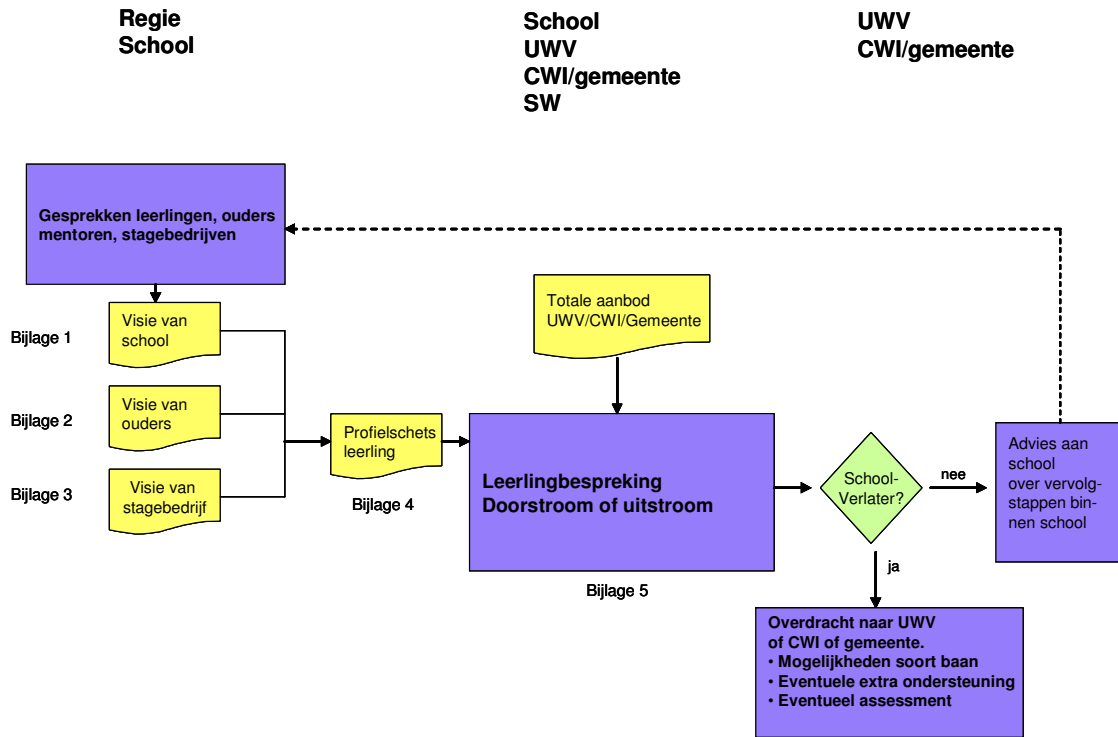 Regie
School
School
UWV
CWI/gemeente
SW
UWV
CWI/gemeente
Gesprekken leerlingen, ouders
mentoren, stagebedrijven
Bijlage 1
Visie van
school
Bijlage 2
Visie van
ouders
Bijlage 3
Visie van
stagebedrijf
Profielschets
leerling
Bijlage 4
Totale aanbod
UWV/CWI/Gemeente
Leerlingbespreking
Doorstroom of uitstroom
Bijlage 5
School-
Verlater?
nee
ja
Advies aan
school
over vervolg-
stappen bin-
nen school
Overdracht naar UWV
of CWI of gemeente.
• Mogelijkheden soort baan
• Eventuele extra ondersteuning
• Eventueel assessment